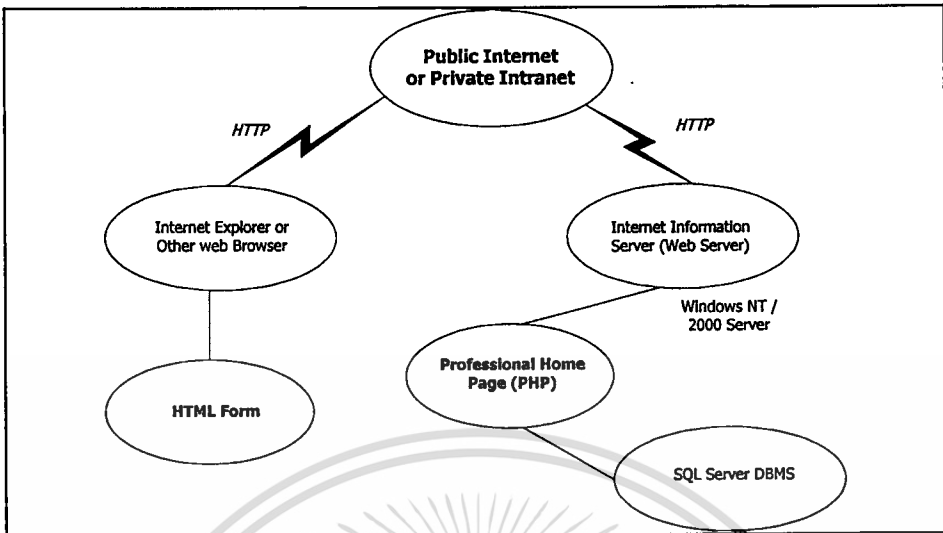 Public Internet
or Private Intranet
HTTP
HTTP
Internet Explorer or
Other web Browser
Internet Information
Server (Web Server)
Windows NT /
2000 Server
Professional Home
Page (PHP)
HTML Form
SQL Server DBMS